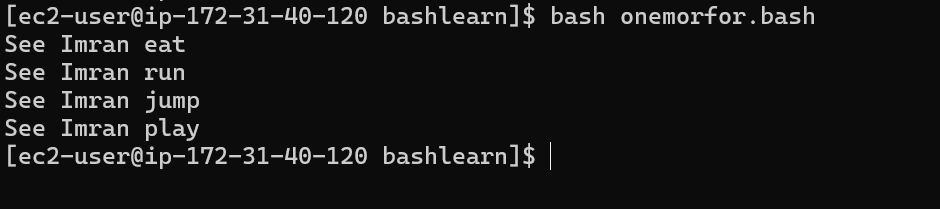 [ec2-user@ip-172-31-40-120 bashlearn]$ bash onemorfor.bash
See Imran eat
See Imran run
See Imran jump
See Imran play
[ec2-user@ip-172-31-40-120 bashlearn]$